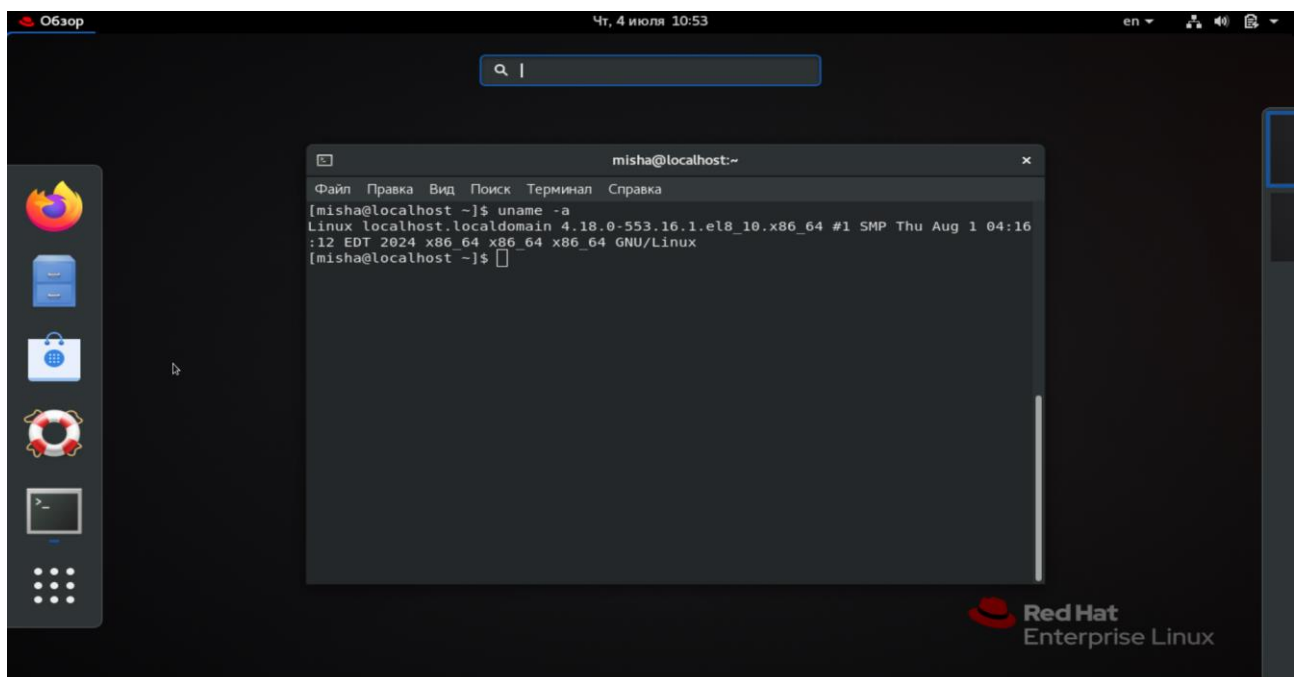 Обзор
Чт, 4 июля 10:53
en
misha@localhost:~
Файл Правка Вид Поиск Терминал Справка
[misha@localhost ~]$ uname -a
Linux localhost.localdomain 4.18.0-553.16.1.el8_10.x86_64 #1 SMP Thu Aug 1 04:16
:12 EDT 2024 x86_64 x86_64 x86_64 GNU/Linux
[misha@localhost ~]$
>_
Red Hat
Enterprise Linux